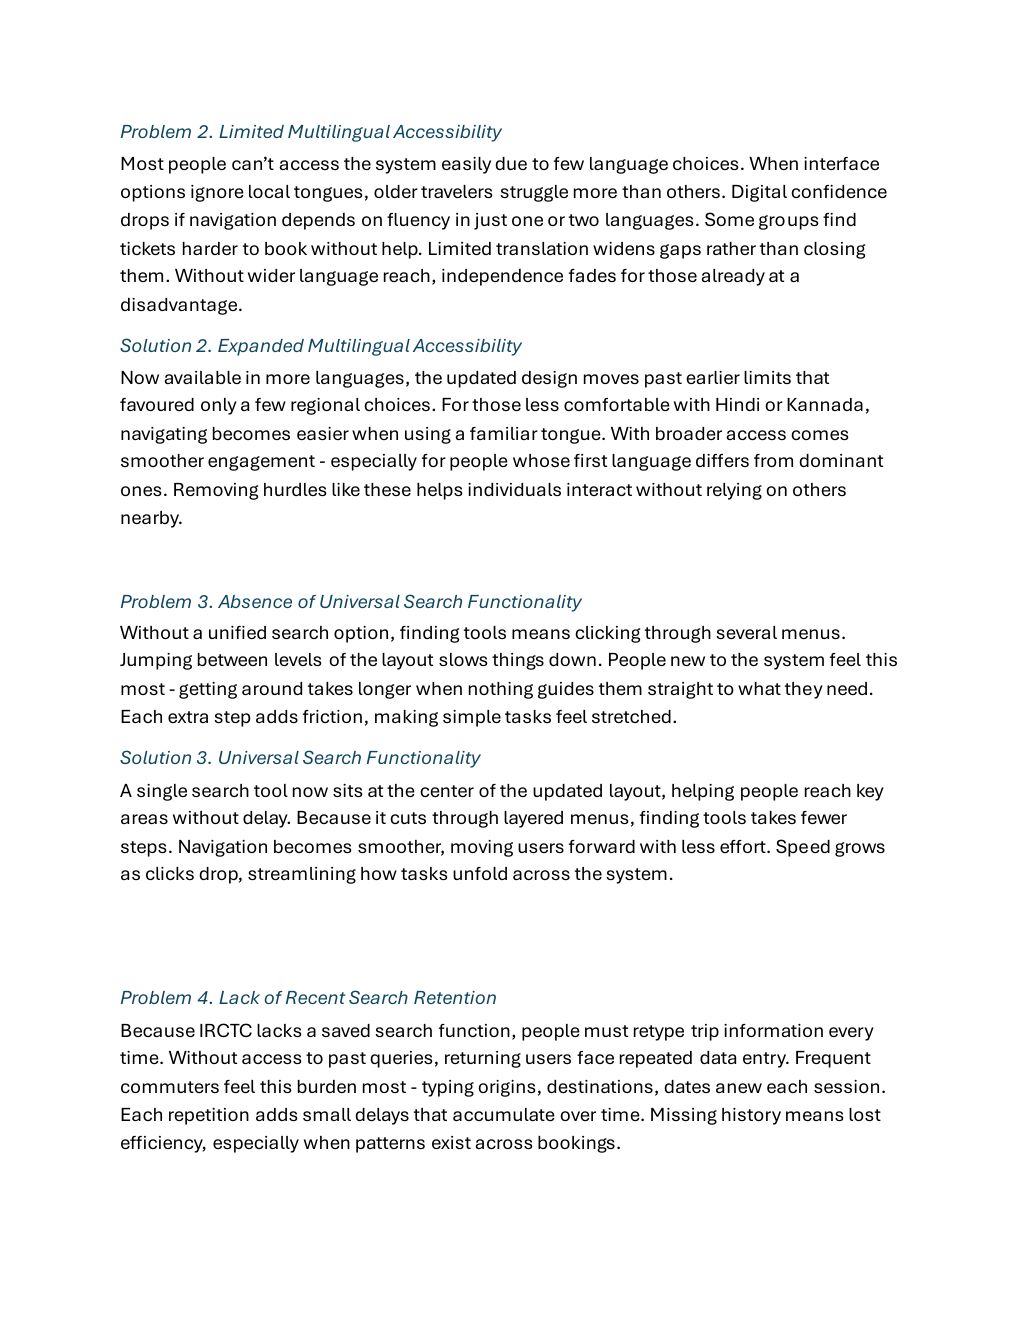 Problem 2. Limited Multilingual Accessibility
Most people can’t access the system easily due to few language choices. When interface
options ignore local tongues, older travelers struggle more than others. Digital confidence
drops if navigation depends on fluency in just one or two languages. Some groups find
tickets harder to book without help. Limited translation widens gaps rather than closing
them. Without wider language reach, independence fades for those already at a
disadvantage.
Solution 2. Expanded Multilingual Accessibility
Now available in more languages, the updated design moves past earlier limits that
favoured only a few regional choices. For those less comfortable with Hindi or Kannada,
navigating becomes easier when using a familiar tongue. With broader access comes
smoother engagement - especially for people whose first language differs from dominant
ones. Removing hurdles like these helps individuals interact without relying on others
nearby.
Problem 3. Absence of Universal Search Functionality
Without a unified search option, finding tools means clicking through several menus.
Jumping between levels of the layout slows things down. People new to the system feel this
most - getting around takes longer when nothing guides them straight to what they need.
Each extra step adds friction, making simple tasks feel stretched.
Solution 3. Universal Search Functionality
A single search tool now sits at the center of the updated layout, helping people reach key
areas without delay. Because it cuts through layered menus, finding tools takes fewer
steps. Navigation becomes smoother, moving users forward with less effort. Speed grows
as clicks drop, streamlining how tasks unfold across the system.
Problem 4. Lack of Recent Search Retention
Because IRCTC lacks a saved search function, people must retype trip information every
time. Without access to past queries, returning users face repeated data entry. Frequent
commuters feel this burden most - typing origins, destinations, dates anew each session.
Each repetition adds small delays that accumulate over time. Missing history means lost
efficiency, especially when patterns exist across bookings.